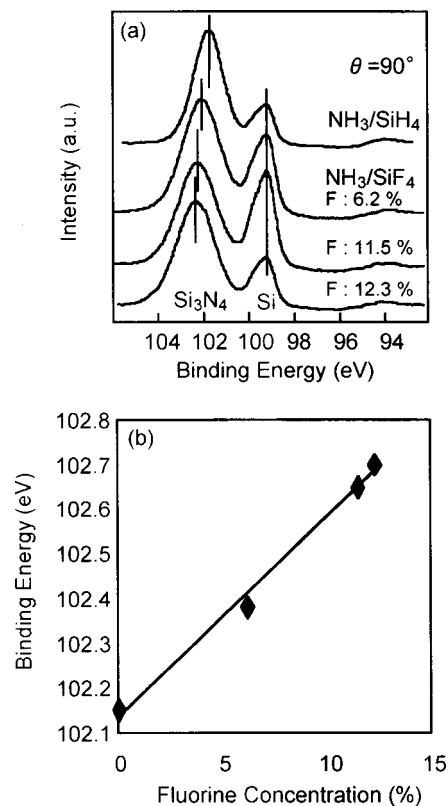 (a)
θ =90°
NH₃/SiH₄
NH₃/SiF₄
F : 6.2 %
F : 11.5 %
F : 12.3 %
Si₃N₄
Si
Intensity (a.u.)
104 102 100 98 96 94
Binding Energy (eV)
(b)
102.8
102.7
102.6
102.5
102.4
102.3
102.2
102.1
Binding Energy (eV)
0 5 10 15
Fluorine Concentration (%)